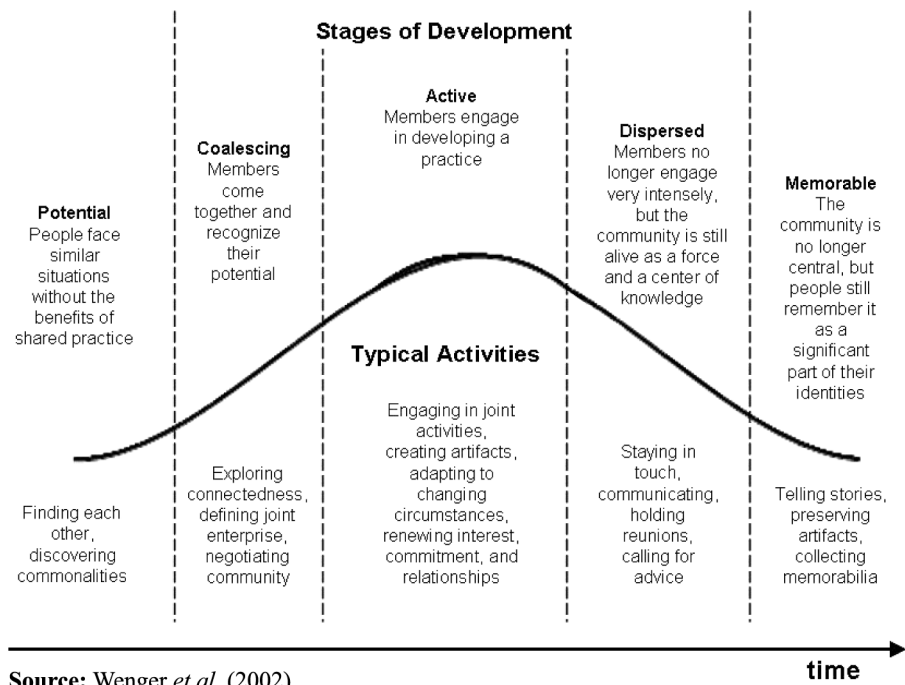 Stages of Development
Potential
People face
similar
situations
without the
benefits of
shared practice
Coalescing
Members
come
together and
recognize
their
potential
Active
Members engage
in developing a
practice
Dispersed
Members no
longer engage
very intensely,
but the
community is still
alive as a force
and a center of
knowledge
Memorable
The
community is
no longer
central, but
people still
remember it
as a
significant
part of their
identities
Typical Activities
Finding each
other,
discovering
commonalities
Exploring
connectedness,
defining joint
enterprise,
negotiating
community
Engaging in joint
activities,
creating artifacts,
adapting to
changing
circumstances,
renewing interest,
commitment, and
relationships
Staying in
touch,
communicating,
holding
reunions,
calling for
advice
Telling stories,
preserving
artifacts,
collecting
memorabilia
time
Source: Wenger et al. (2002)